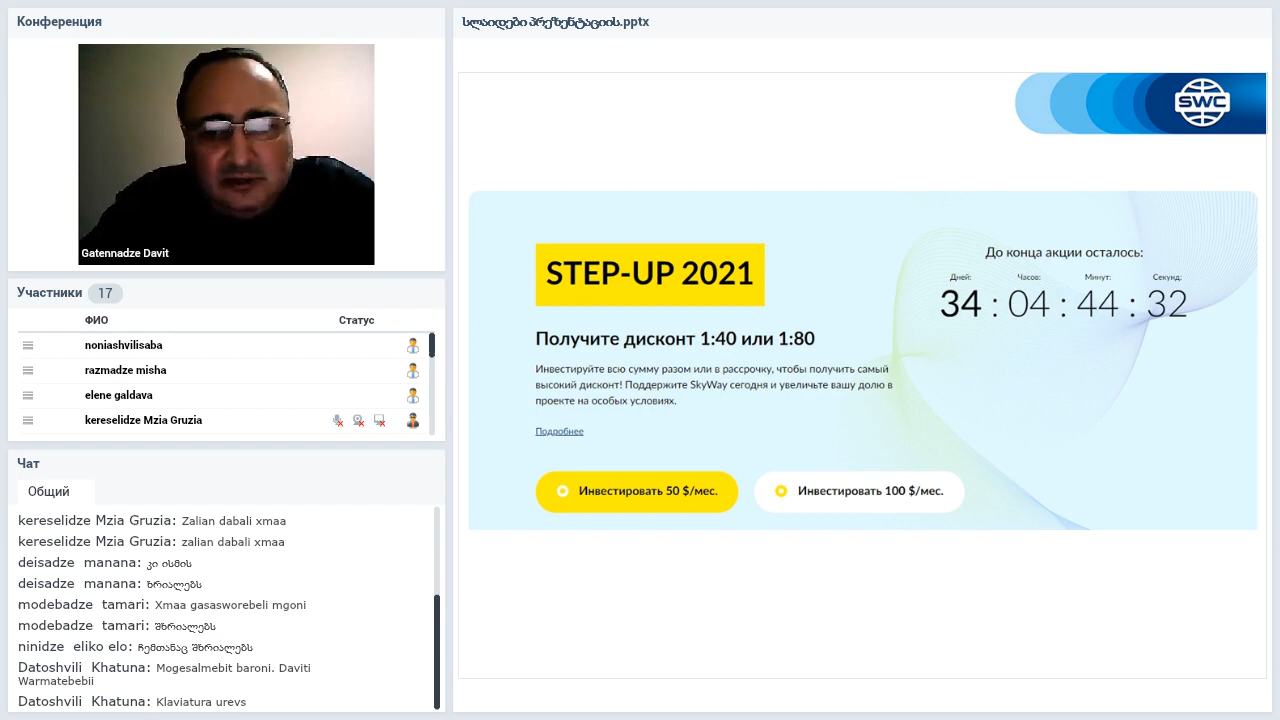 Конференция
Gatennadze Davit
Участники 17
ФИО Статус
noniashvilisaba
razmadze misha
elene galdava
kereselidze Mzia Gruzia
Чат
Общий
kereselidze Mzia Gruzia: Zalian dabali xmaa
kereselidze Mzia Gruzia: zalian dabali xmaa
deisadze manana: კი ისმის
deisadze manana: ხრიალებს
modebadze tamari: Xmaa gasasworebeli mgoni
modebadze tamari: შხრიალებს
ninidze eliko elo: ჩემთანაც შხრიალებს
Datoshvili Khatuna: Mogesalmebit baroni. Daviti
Warmatebebii
Datoshvili Khatuna: Klaviatura urevs
სლაიდები პრეზენტაციის.pptx
SWC
STEP-UP 2021
Получите дисконт 1:40 или 1:80
Инвестируйте всю сумму разом или в рассрочку, чтобы получить самый
высокий дисконт! Поддержите SkyWay сегодня и увеличьте вашу долю в
проекте на особых условиях.
Подробнее
Инвестировать 50 $/мес. Инвестировать 100 $/мес.
До конца акции осталось:
Дней: Часов: Минут: Секунд:
34 : 04 : 44 : 32